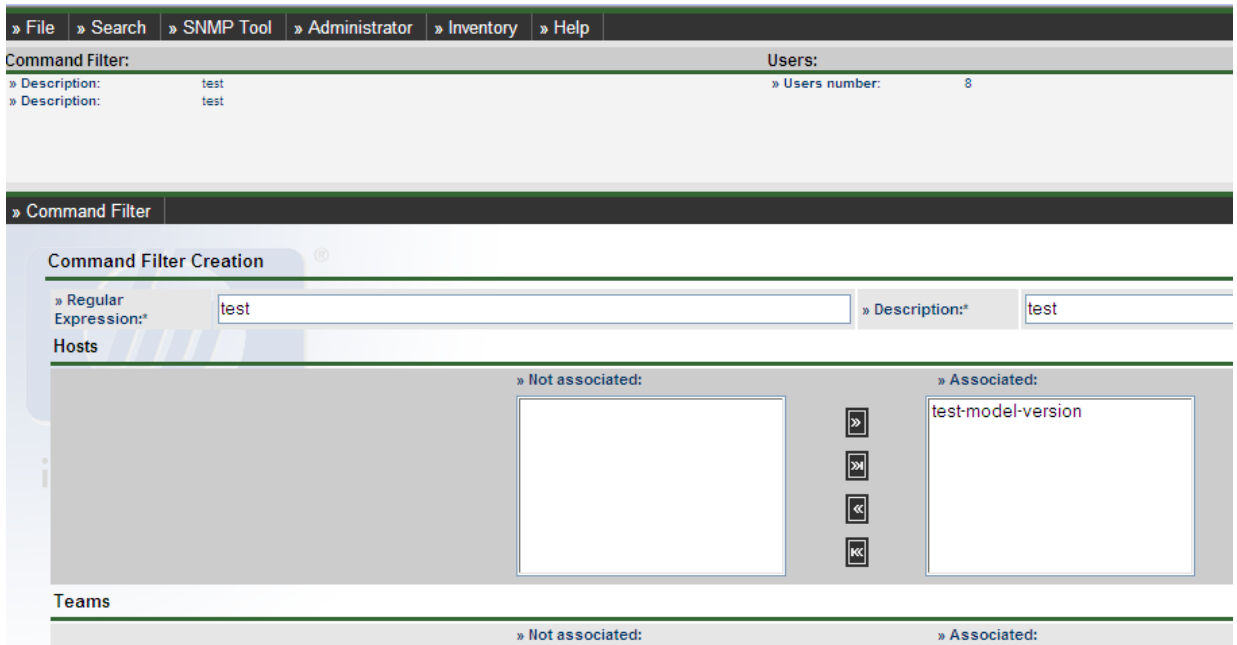 » File » Search » SNMP Tool » Administrator » Inventory » Help
Command Filter: Users:
» Description: test » Users number: 8
» Description: test
» Command Filter
Command Filter Creation ®
» Regular Expression:* test » Description:* test
Hosts
» Not associated: » Associated:
test-model-version
Teams
» Not associated: » Associated: